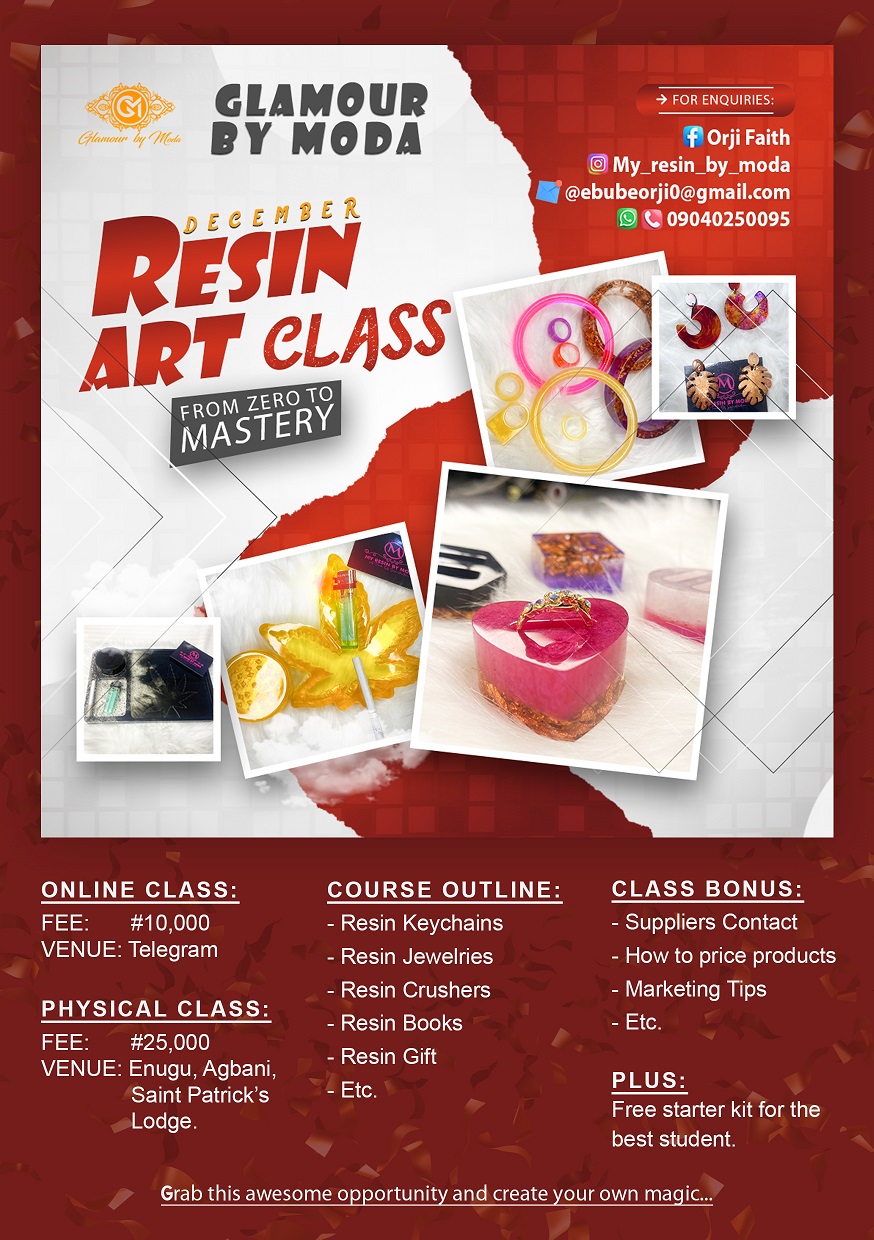 GM
Glamour by Moda
GLAMOUR
BY MODA
→ FOR ENQUIRIES:
Orji Faith
My_resin_by_moda
@ebubeorji0@gmail.com
09040250095
DECEMBER
RESIN
ART CLASS
FROM ZERO TO
MASTERY
ONLINE CLASS:
FEE: #10,000
VENUE: Telegram
PHYSICAL CLASS:
FEE: #25,000
VENUE: Enugu, Agbani,
Saint Patrick's
Lodge.
COURSE OUTLINE:
- Resin Keychains
- Resin Jewelries
- Resin Crushers
- Resin Books
- Resin Gift
- Etc.
CLASS BONUS:
- Suppliers Contact
- How to price products
- Marketing Tips
- Etc.
PLUS:
Free starter kit for the
best student.
Grab this awesome opportunity and create your own magic...